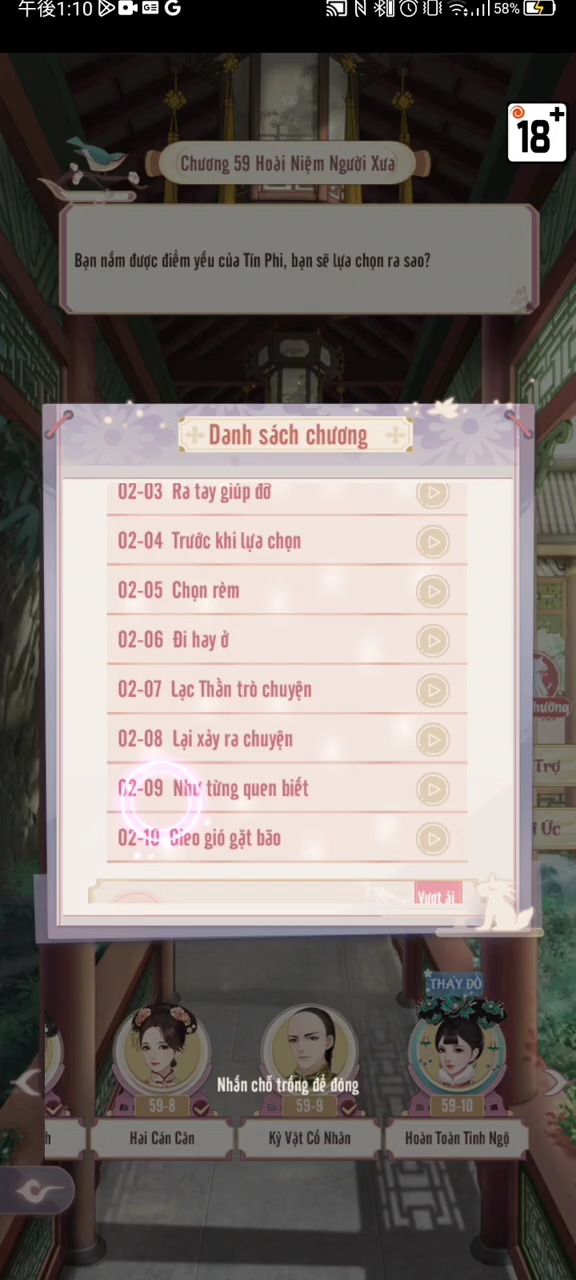 午後1:10
58%
18+
Chương 59 Hoài Niệm Người Xưa
Bạn nắm được điểm yếu của Tín Phi, bạn sẽ lựa chọn ra sao?
Danh sách chương
02-03 Ra tay giúp đỡ
02-04 Trước khi lựa chọn
02-05 Chọn rèm
02-06 Đi hay ở
02-07 Lạc Thần trò chuyện
02-08 Lại xảy ra chuyện
02-09 Như từng quen biết
02-10 Gieo gió gặt bão
Vượt ải
hưởng
Trợ
i Ức
THAY ĐỒ
Nhấn chỗ trống để đóng
59-8
59-9
59-10
h
Hai Cán Cân
Kỷ Vật Cố Nhân
Hoàn Toàn Tỉnh Ngộ